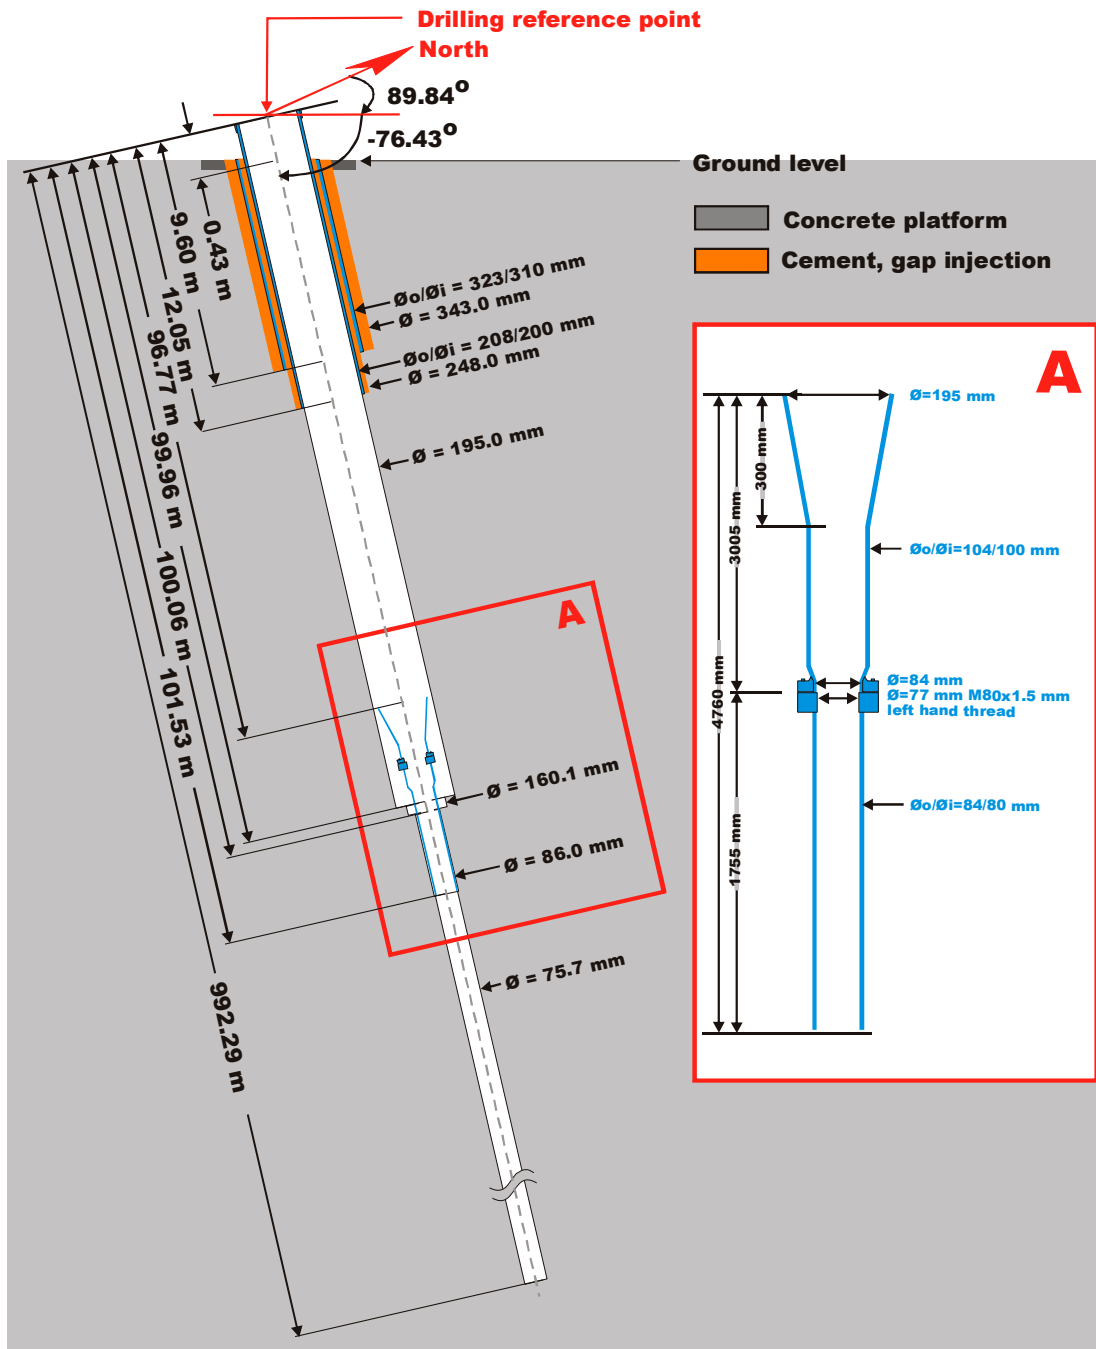 Drilling reference point
North
89.84°
-76.43°
Ground level
Concrete platform
Cement, gap injection
0.43 m
9.60 m
12.05 m
96.77 m
99.96 m
100.06 m
101.53 m
992.29 m
Øo/Øi = 323/310 mm
Ø = 343.0 mm
Øo/Øi = 208/200 mm
Ø = 248.0 mm
Ø = 195.0 mm
A
Ø = 160.1 mm
Ø = 86.0 mm
Ø = 75.7 mm
A
Ø=195 mm
300 mm
3005 mm
Øo/Øi=104/100 mm
4760 mm
Ø=84 mm
Ø=77 mm M80x1.5 mm
left hand thread
Øo/Øi=84/80 mm
1755 mm